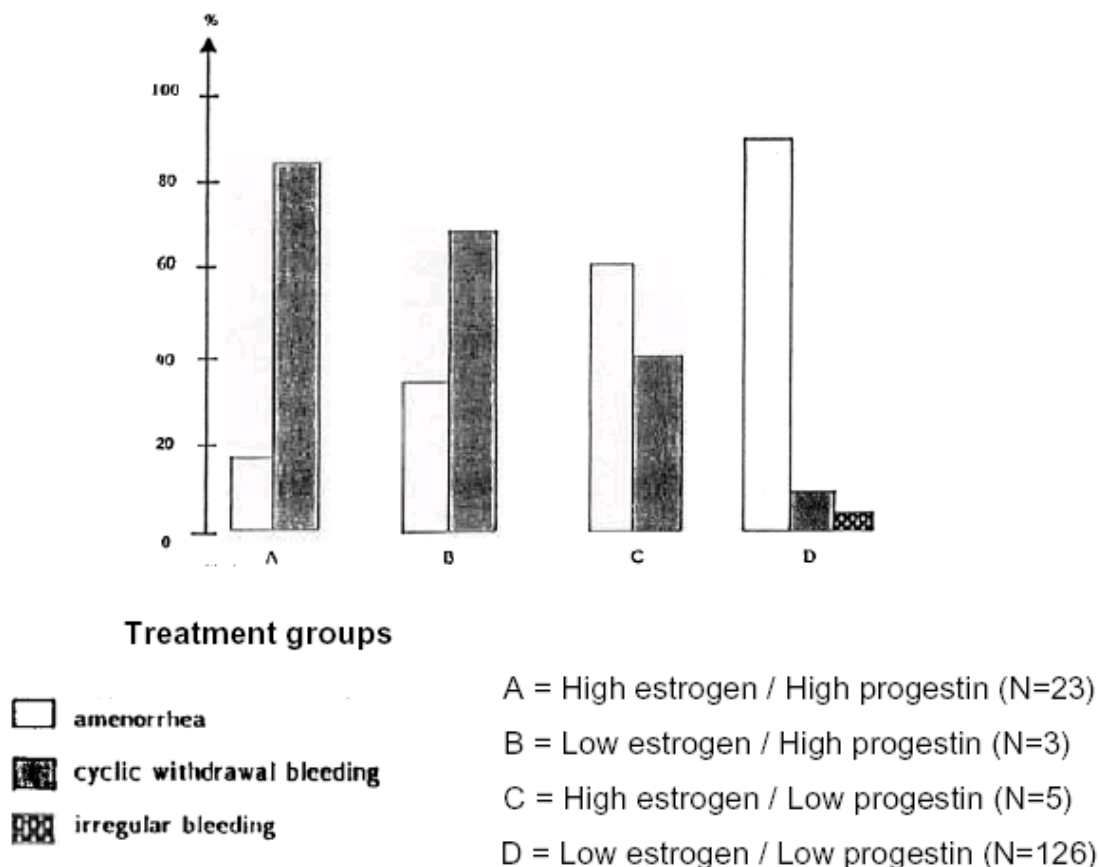 %
100
80
60
40
20
0
A B C D
Treatment groups
amenorrhea
cyclic withdrawal bleeding
irregular bleeding
A = High estrogen / High progestin (N=23)
B = Low estrogen / High progestin (N=3)
C = High estrogen / Low progestin (N=5)
D = Low estrogen / Low progestin (N=126)